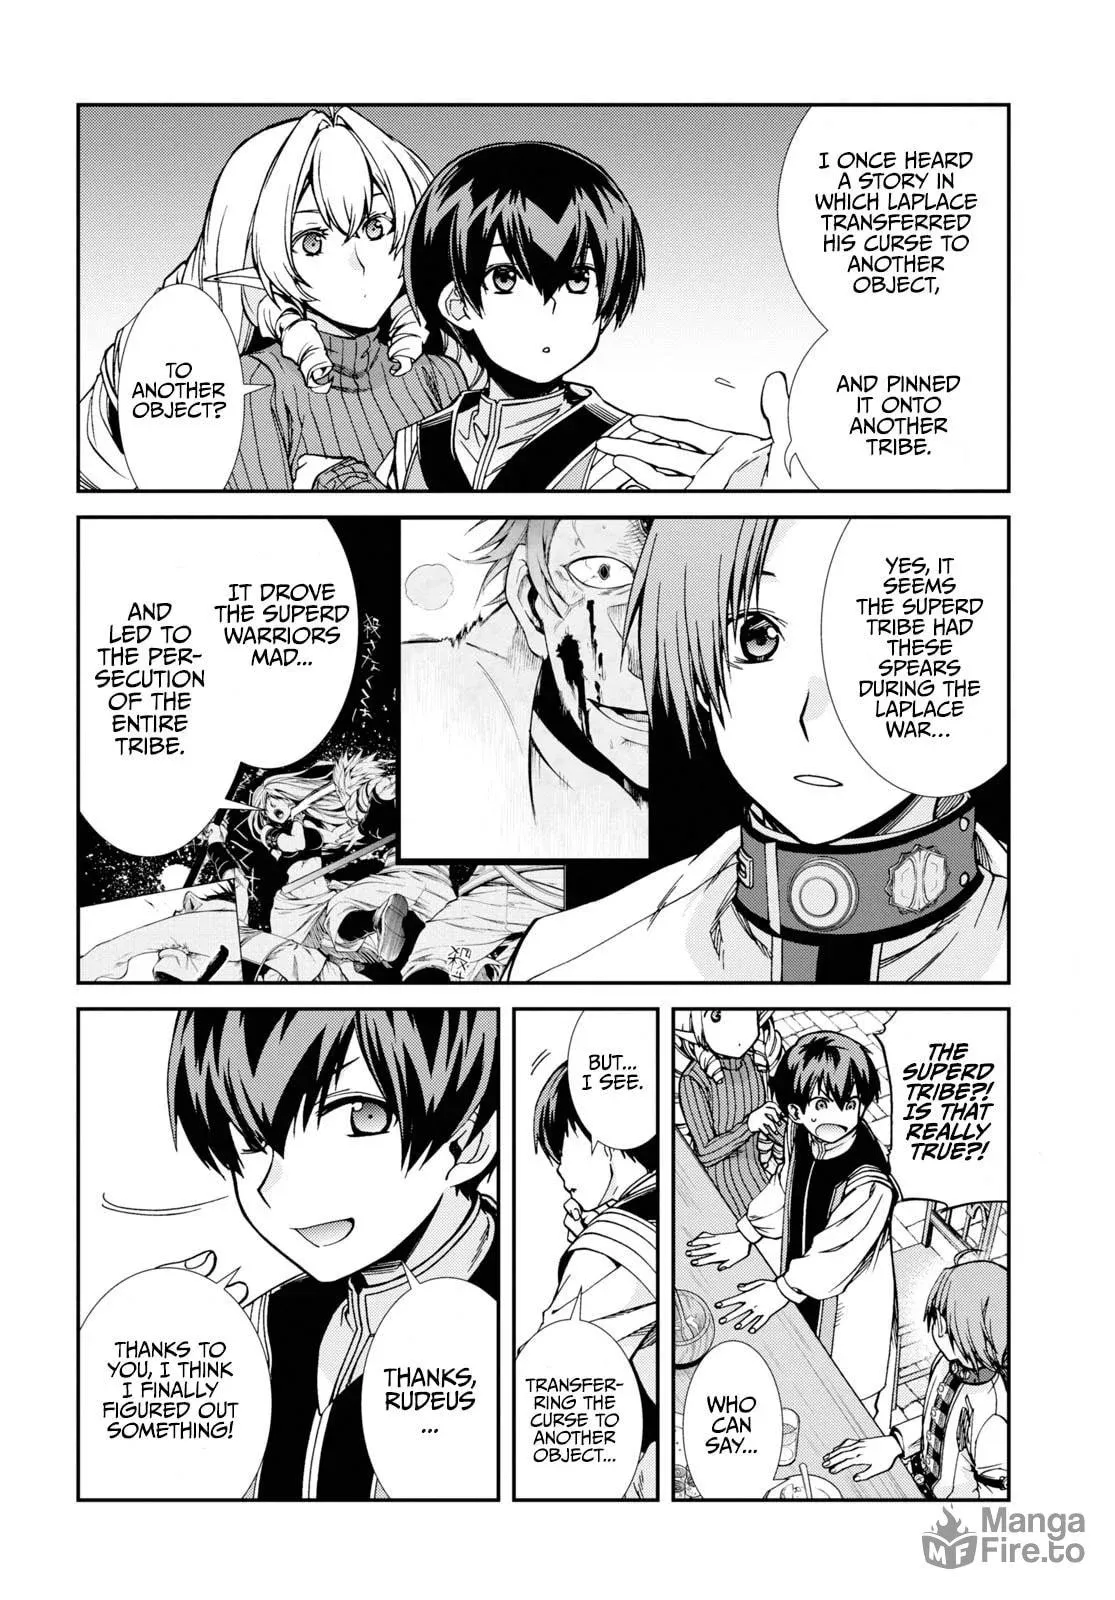 I ONCE HEARD
A STORY IN
WHICH LAPLACE
TRANSFERRED
HIS CURSE TO
ANOTHER
OBJECT,
AND PINNED
IT ONTO
ANOTHER
TRIBE.
TO
ANOTHER
OBJECT?
YES, IT
SEEMS
THE SUPERD
TRIBE HAD
THESE
SPEARS
DURING THE
LAPLACE
WAR...
IT DROVE
THE SUPERD
WARRIORS
MAD...
AND
LED TO
THE PER-
SECUTION
OF THE
ENTIRE
TRIBE.
THE
SUPERD
TRIBE?!
IS THAT
REALLY
TRUE?!
WHO
CAN
SAY...
BUT...
I SEE.
TRANSFER-
RING THE
CURSE TO
ANOTHER
OBJECT...
THANKS,
RUDEUS
...
THANKS TO
YOU, I THINK
I FINALLY
FIGURED OUT
SOMETHING!
MF
Manga
Fire.to